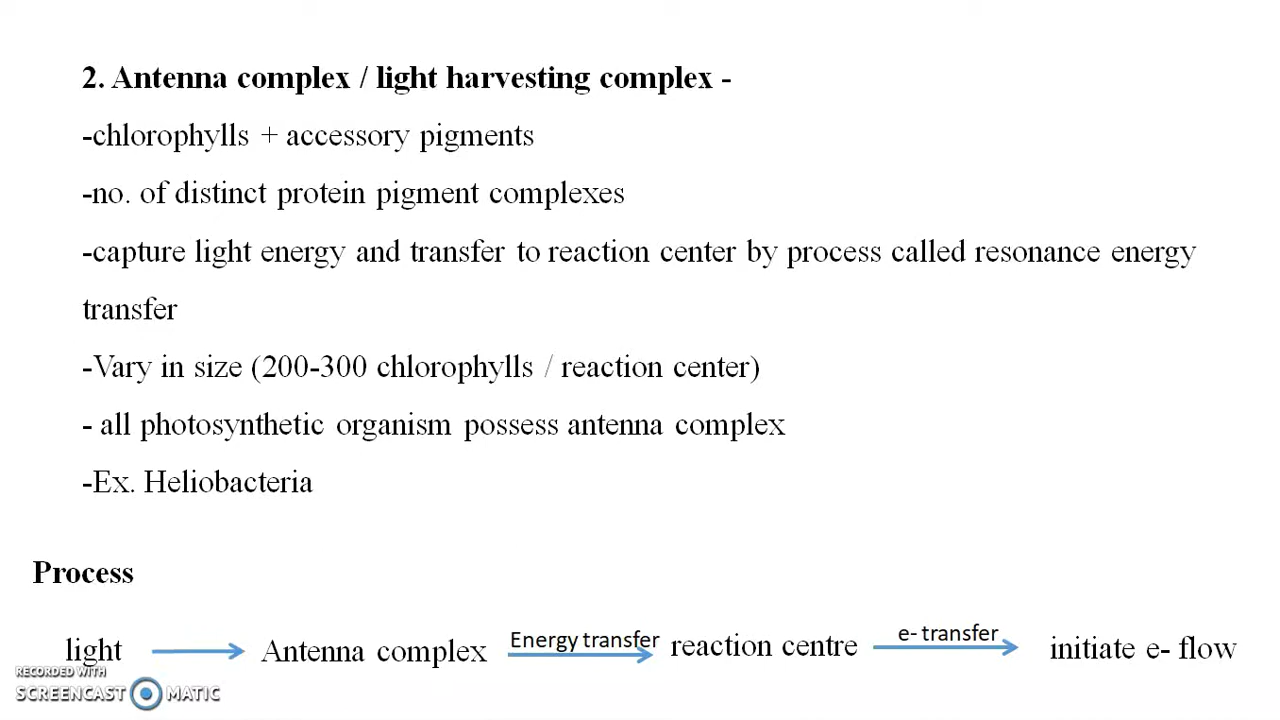 2. Antenna complex / light harvesting complex -
-chlorophylls + accessory pigments
-no. of distinct protein pigment complexes
-capture light energy and transfer to reaction center by process called resonance energy
transfer
-Vary in size (200-300 chlorophylls / reaction center)
- all photosynthetic organism possess antenna complex
-Ex. Heliobacteria
Process
light Antenna complex Energy transfer reaction centre e- transfer initiate e- flow
RECORDED WITH
SCREENCAST MATIC